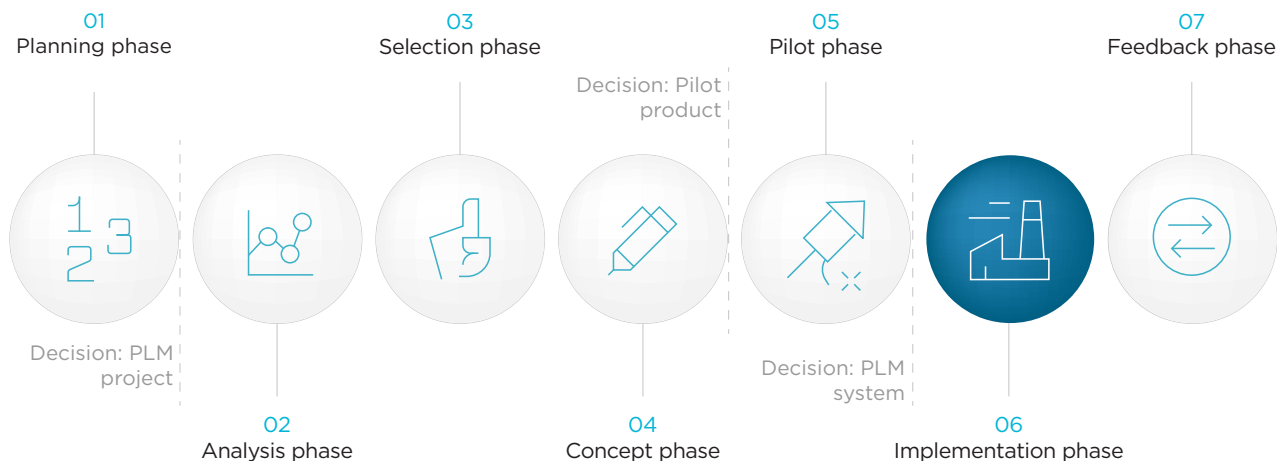 01
Planning phase
03
Selection phase
05
Pilot phase
07
Feedback phase
Decision: Pilot
product
1
2
3
Decision: PLM
project
Decision: PLM
system
02
Analysis phase
04
Concept phase
06
Implementation phase